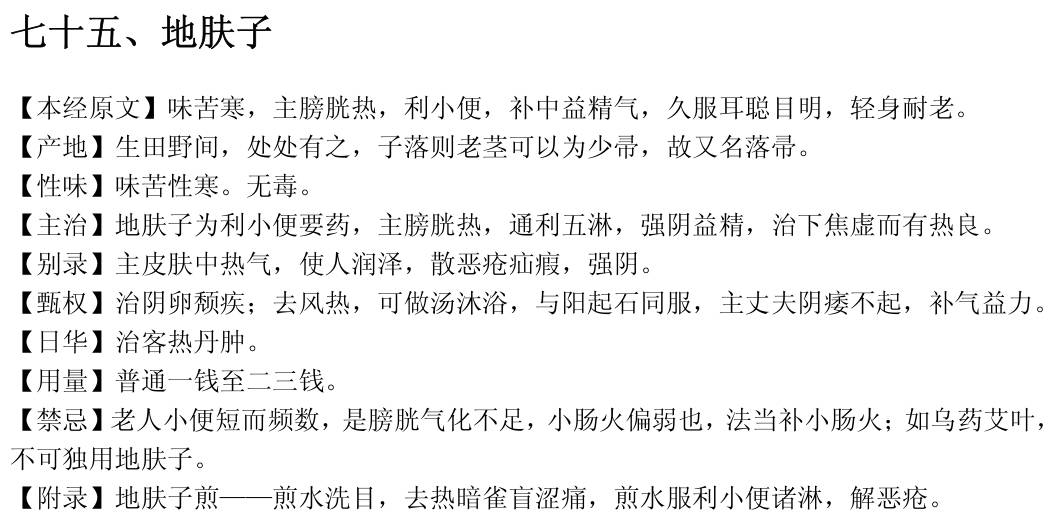 七十五、地肤子
【本经原文】味苦寒，主膀胱热，利小便，补中益精气，久服耳聪目明，轻身耐老。
【产地】生田野间，处处有之，子落则老茎可以为少帚，故又名落帚。
【性味】味苦性寒。无毒。
【主治】地肤子为利小便要药，主膀胱热，通利五淋，强阴益精，治下焦虚而有热良。
【别录】主皮肤中热气，使人润泽，散恶疮疝瘕，强阴。
【甄权】治阴卵颓疾；去风热，可做汤沐浴，与阳起石同服，主丈夫阴痿不起，补气益力。
【日华】治客热丹肿。
【用量】普通一钱至二三钱。
【禁忌】老人小便短而频数，是膀胱气化不足，小肠火偏弱也，法当补小肠火；如乌药艾叶，
不可独用地肤子。
【附录】地肤子煎——煎水洗目，去热暗雀盲涩痛，煎水服利小便诸淋，解恶疮。